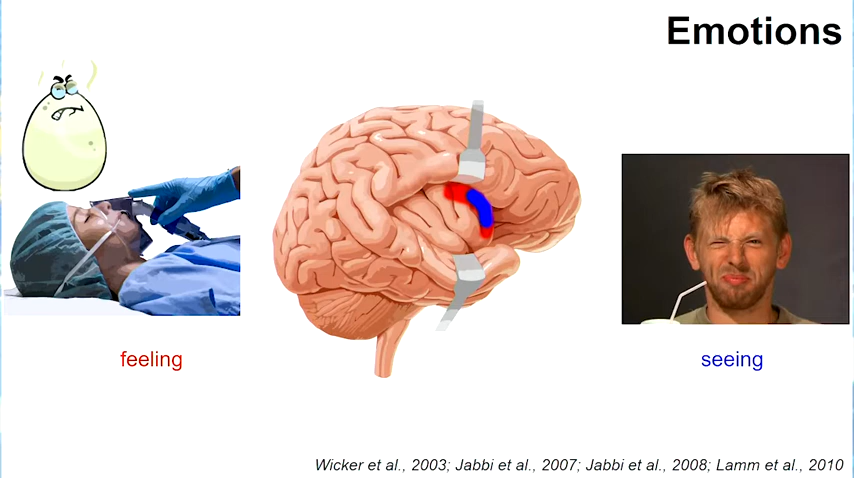 Emotions
feeling
seeing
Wicker et al., 2003; Jabbi et al., 2007; Jabbi et al., 2008; Lamm et al., 2010